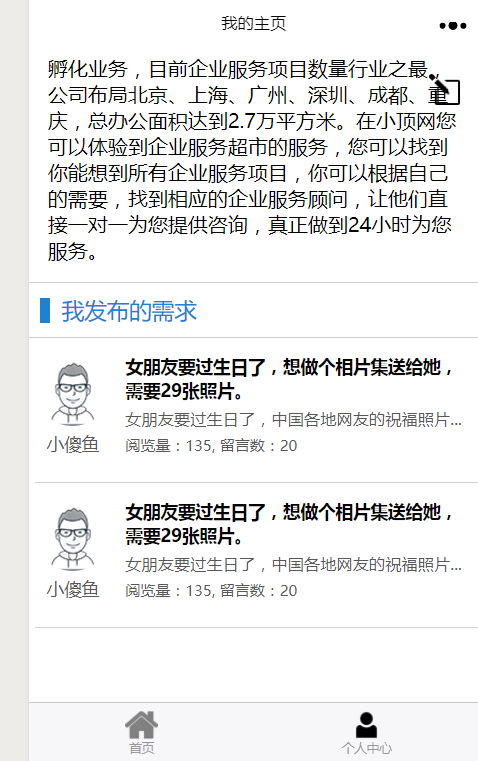 我的主页
孵化业务，目前企业服务项目数量行业之最，
公司布局北京、上海、广州、深圳、成都、重
庆，总办公面积达到2.7万平方米。在小顶网您
可以体验到企业服务超市的服务，您可以找到
你能想到所有企业服务项目，你可以根据自己
的需要，找到相应的企业服务顾问，让他们直
接一对一为您提供咨询，真正做到24小时为您
服务。
我发布的需求
女朋友要过生日了，想做个相片集送给她，
需要29张照片。
女朋友要过生日了，中国各地网友的祝福照片...
小傻鱼
阅览量：135, 留言数：20
女朋友要过生日了，想做个相片集送给她，
需要29张照片。
女朋友要过生日了，中国各地网友的祝福照片...
小傻鱼
阅览量：135, 留言数：20
首页
个人中心